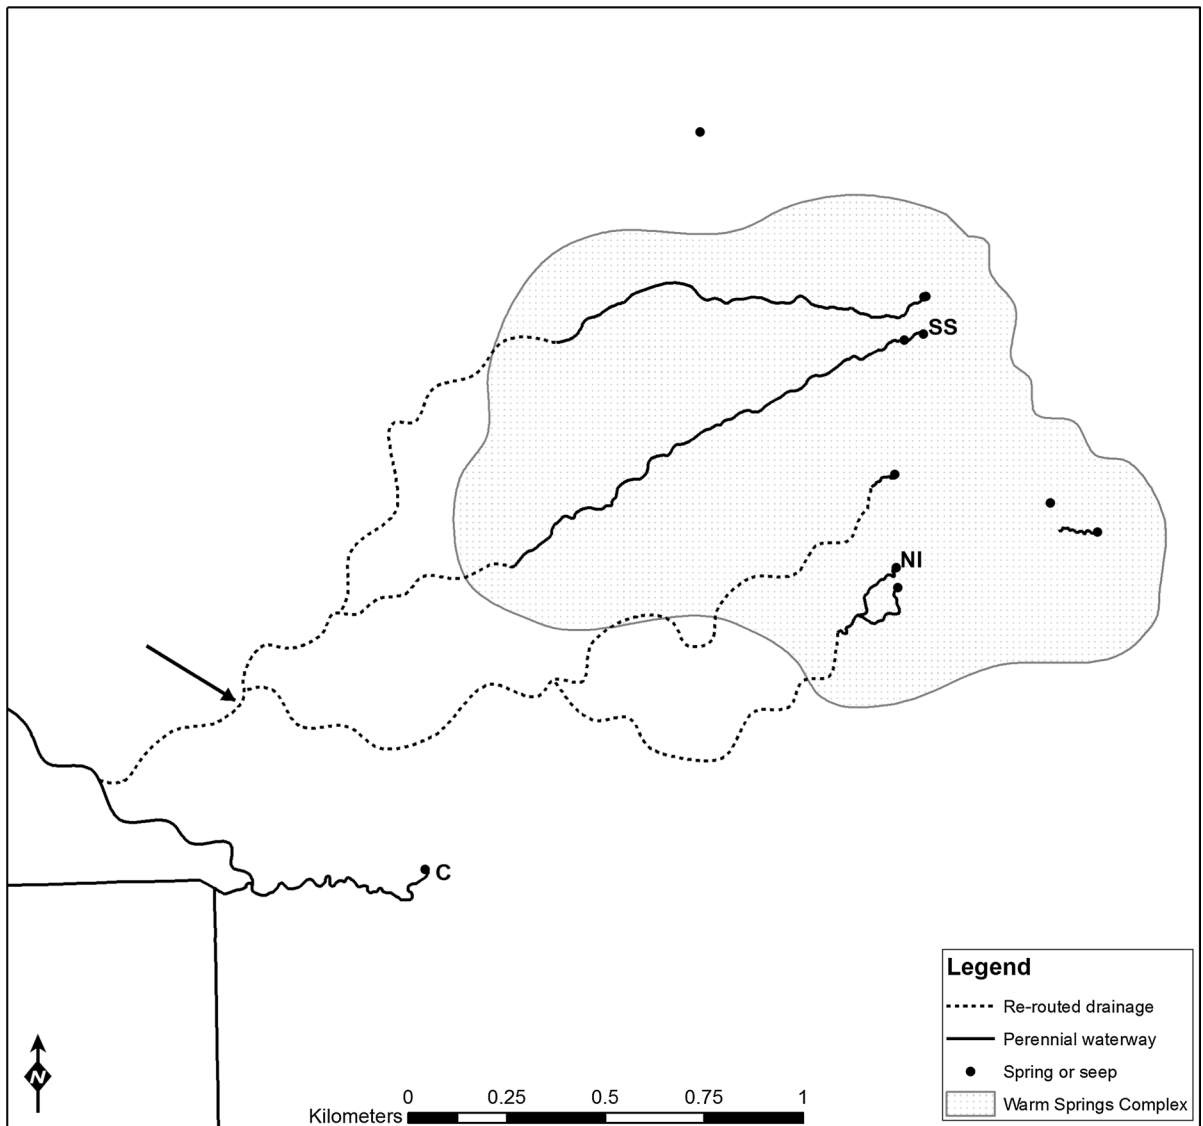 SS
NI
C
Legend
Re-routed drainage
Perennial waterway
Spring or seep
Warm Springs Complex
N
0 0.25 0.5 0.75 1
Kilometers